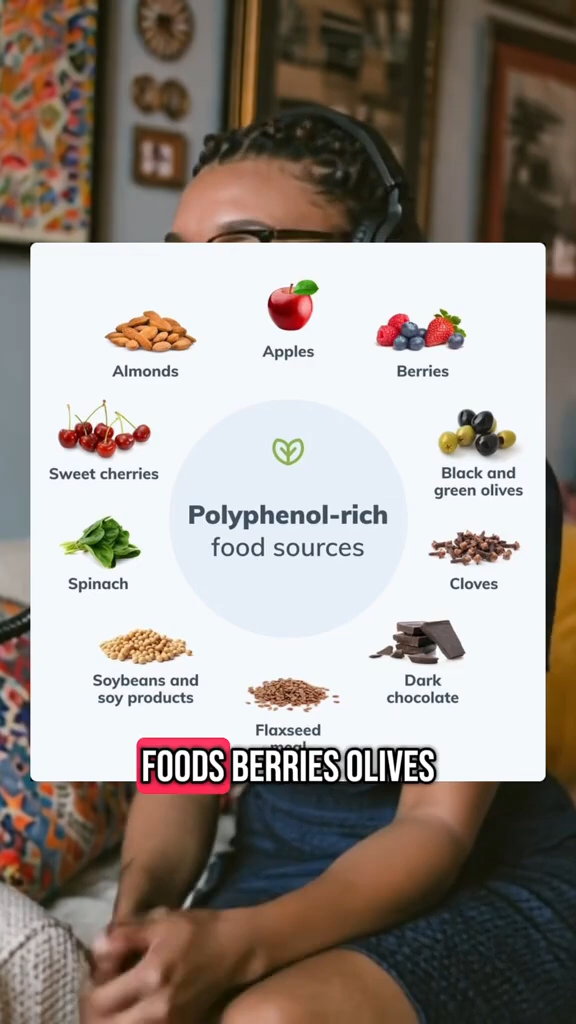 Apples
Almonds
Berries
Sweet cherries
Black and
green olives
Polyphenol-rich
food sources
Spinach
Cloves
Soybeans and
soy products
Dark
chocolate
Flaxseed
meal
FOODS BERRIES OLIVES